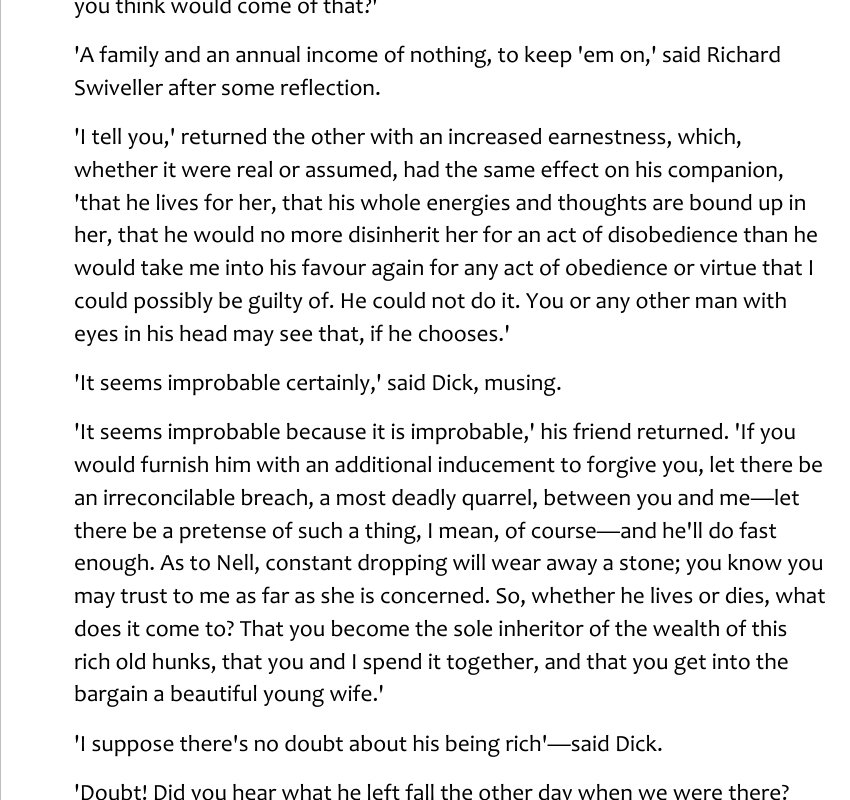 you think would come of that?'
'A family and an annual income of nothing, to keep 'em on,' said Richard
Swiveller after some reflection.
'I tell you,' returned the other with an increased earnestness, which,
whether it were real or assumed, had the same effect on his companion,
'that he lives for her, that his whole energies and thoughts are bound up in
her, that he would no more disinherit her for an act of disobedience than he
would take me into his favour again for any act of obedience or virtue that I
could possibly be guilty of. He could not do it. You or any other man with
eyes in his head may see that, if he chooses.'
'It seems improbable certainly,' said Dick, musing.
'It seems improbable because it is improbable,' his friend returned. 'If you
would furnish him with an additional inducement to forgive you, let there be
an irreconcilable breach, a most deadly quarrel, between you and me—let
there be a pretense of such a thing, I mean, of course—and he'll do fast
enough. As to Nell, constant dropping will wear away a stone; you know you
may trust to me as far as she is concerned. So, whether he lives or dies, what
does it come to? That you become the sole inheritor of the wealth of this
rich old hunks, that you and I spend it together, and that you get into the
bargain a beautiful young wife.'
'I suppose there's no doubt about his being rich'—said Dick.
'Doubt! Did you hear what he left fall the other day when we were there?